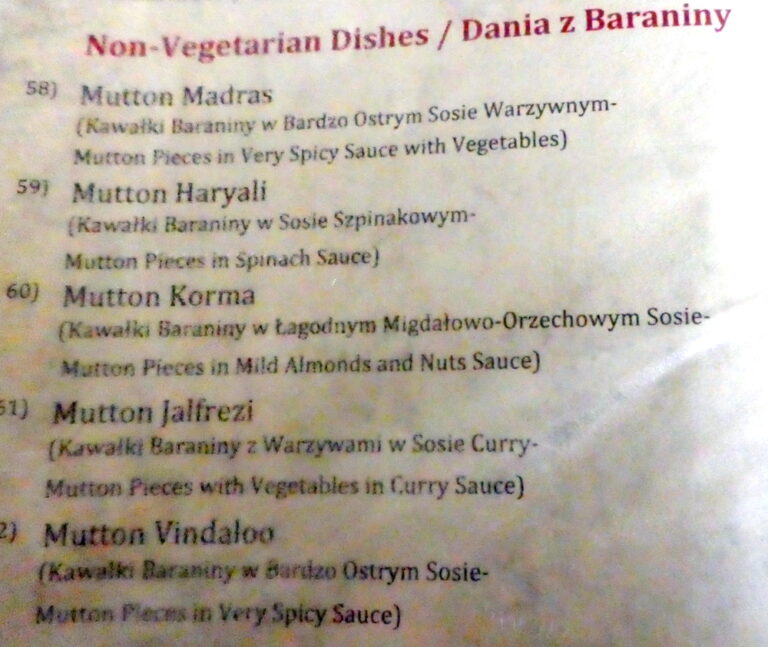 Non-Vegetarian Dishes / Dania z Baraniny
58) Mutton Madras
(Kawałki Baraniny w Bardzo Ostrym Sosie Warzywnym-
Mutton Pieces in Very Spicy Sauce with Vegetables)
59) Mutton Haryali
(Kawałki Baraniny w Sosie Szpinakowym-
Mutton Pieces in Spinach Sauce)
60) Mutton Korma
(Kawałki Baraniny w Łagodnym Migdałowo-Orzechowym Sosie-
Mutton Pieces in Mild Almonds and Nuts Sauce)
61) Mutton Jalfrezi
(Kawałki Baraniny z Warzywami w Sosie Curry-
Mutton Pieces with Vegetables in Curry Sauce)
2) Mutton Vindaloo
(Kawałki Baraniny w Bardzo Ostrym Sosie-
Mutton Pieces in Very Spicy Sauce)